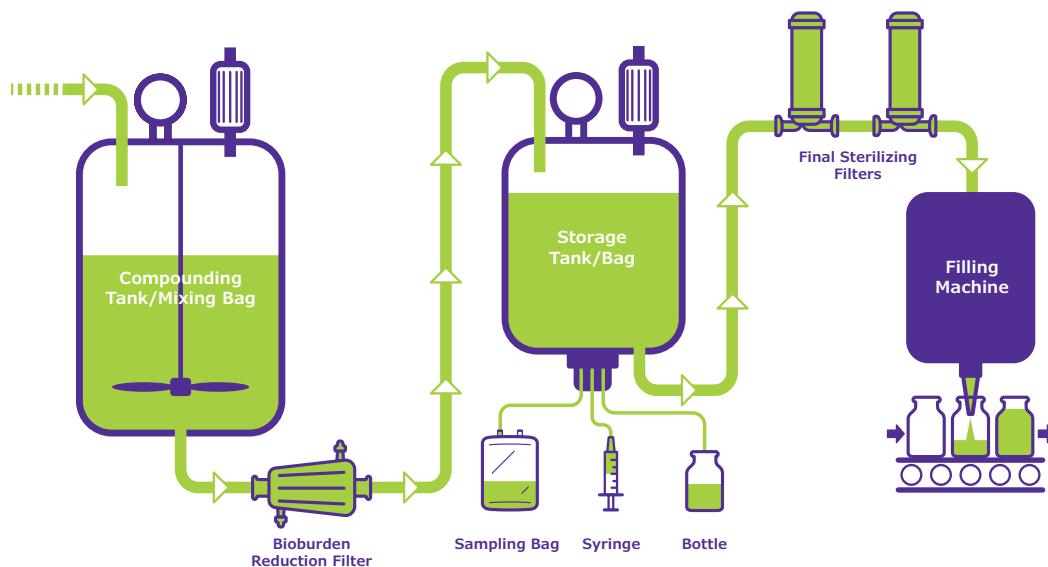 Compounding
Tank/Mixing Bag
Bioburden
Reduction Filter
Storage
Tank/Bag
Sampling Bag
Syringe
Bottle
Final Sterilizing
Filters
Filling
Machine